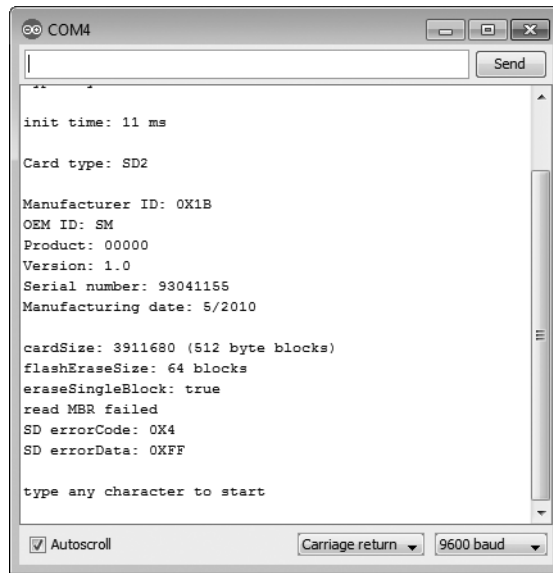 COM4
Send
init time: 11 ms
Card type: SD2
Manufacturer ID: 0X1B
OEM ID: SM
Product: 00000
Version: 1.0
Serial number: 93041155
Manufacturing date: 5/2010
cardSize: 3911680 (512 byte blocks)
flashEraseSize: 64 blocks
eraseSingleBlock: true
read MBR failed
SD errorCode: 0X4
SD errorData: 0XFF
type any character to start
Autoscroll Carriage return 9600 baud